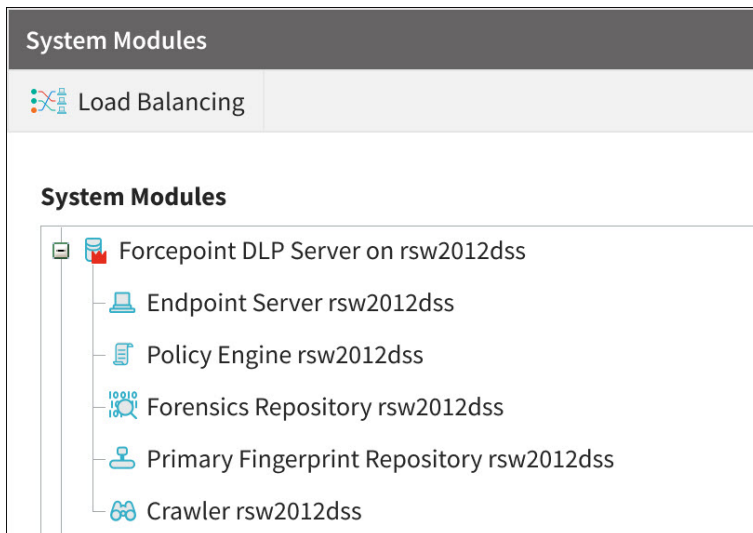 System Modules
Load Balancing
System Modules
Forcepoint DLP Server on rsw2012dss
Endpoint Server rsw2012dss
Policy Engine rsw2012dss
Forensics Repository rsw2012dss
Primary Fingerprint Repository rsw2012dss
Crawler rsw2012dss